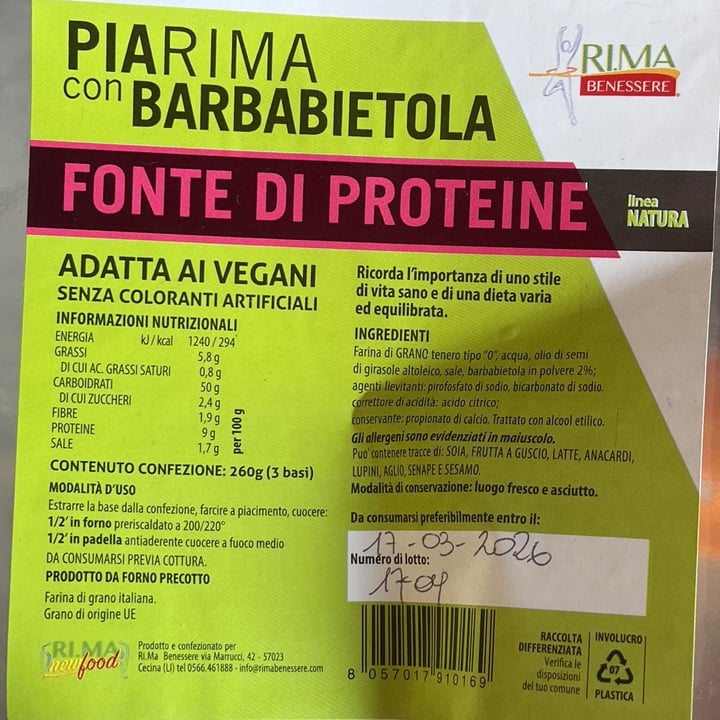 PIARIMA
con BARBABIETOLA
RI.MA
BENESSERE
FONTE DI PROTEINE
linea
NATURA
ADATTA AI VEGANI
SENZA COLORANTI ARTIFICIALI
INFORMAZIONI NUTRIZIONALI
ENERGIA kJ/kcal 1240/294
GRASSI 5,8 g
DI CUI AC. GRASSI SATURI 0,8 g
CARBOIDRATI 50 g
DI CUI ZUCCHERI 2,4 g
FIBRE 1,9 g
PROTEINE 9 g
SALE 1,7 g
per 100 g
CONTENUTO CONFEZIONE: 260g (3 basi)
MODALITÀ D'USO
Estrarre la base dalla confezione, farcire a piacimento, cuocere:
1/2' in forno preriscaldato a 200/220°
1/2' in padella antiaderente cuocere a fuoco medio
DA CONSUMARSI PREVIA COTTURA.
PRODOTTO DA FORNO PRECOTTO
Farina di grano italiana.
Grano di origine UE
Ricorda l'importanza di uno stile
di vita sano e di una dieta varia
ed equilibrata.
INGREDIENTI
Farina di GRANO tenero tipo "0", acqua, olio di semi
di girasole altoleico, sale, barbabietola in polvere 2%;
agenti lievitanti: pirofosfato di sodio, bicarbonato di sodio.
correttore di acidità: acido citrico;
conservante: propionato di calcio. Trattato con alcool etilico.
Gli allergeni sono evidenziati in maiuscolo.
Puo' contenere tracce di: SOIA, FRUTTA A GUSCIO, LATTE, ANACARDI,
LUPINI, AGLIO, SENAPE E SESAMO.
Modalità di conservazione: luogo fresco e asciutto.
Da consumarsi preferibilmente entro il:
17-03-2026
Numero di lotto:
17-04
RI.MA
newfood
Prodotto e confezionato per
Ri.Ma Benessere via Marrucci, 42 - 57023
Cecina (LI) tel 0566.461888 - info@rimabenessere.com
8 057017 910169
RACCOLTA
DIFFERENZIATA
Verifica le
disposizioni
del tuo comune
INVOLUCRO
07
PLASTICA